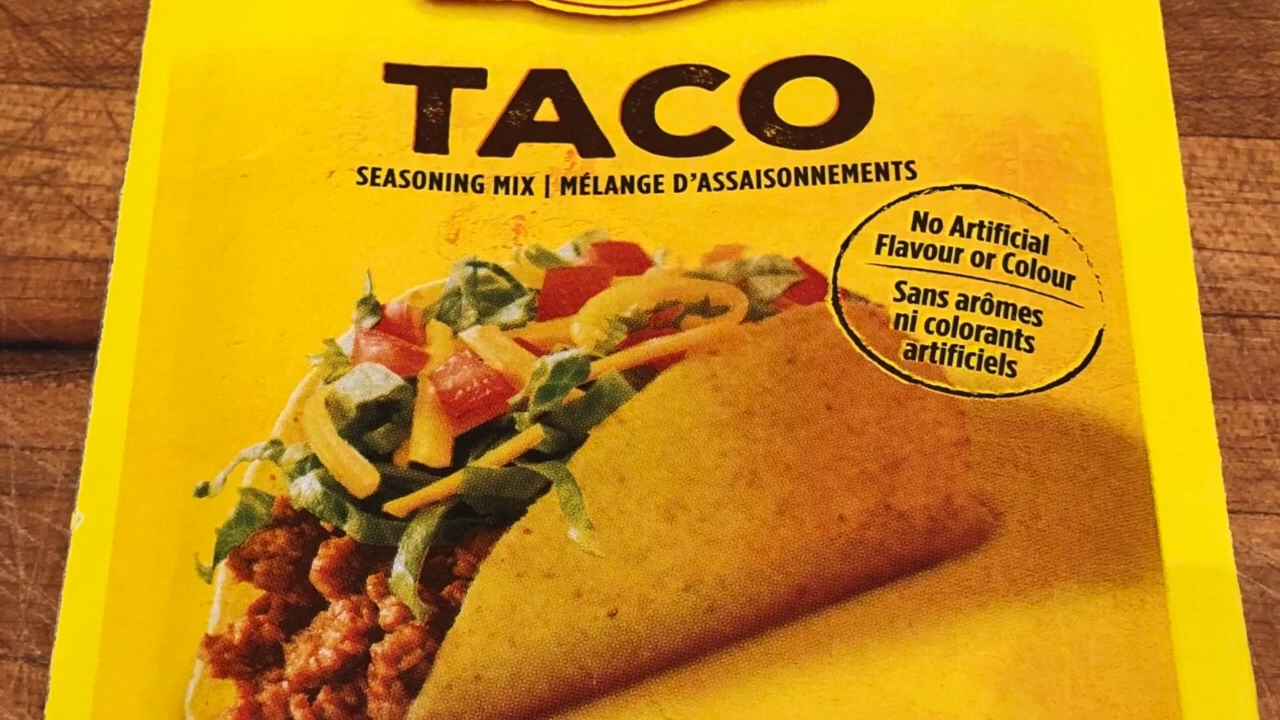 TACO
SEASONING MIX | MÉLANGE D'ASSAISONNEMENTS
No Artificial
Flavour or Colour
Sans arômes
ni colorants
artificiels